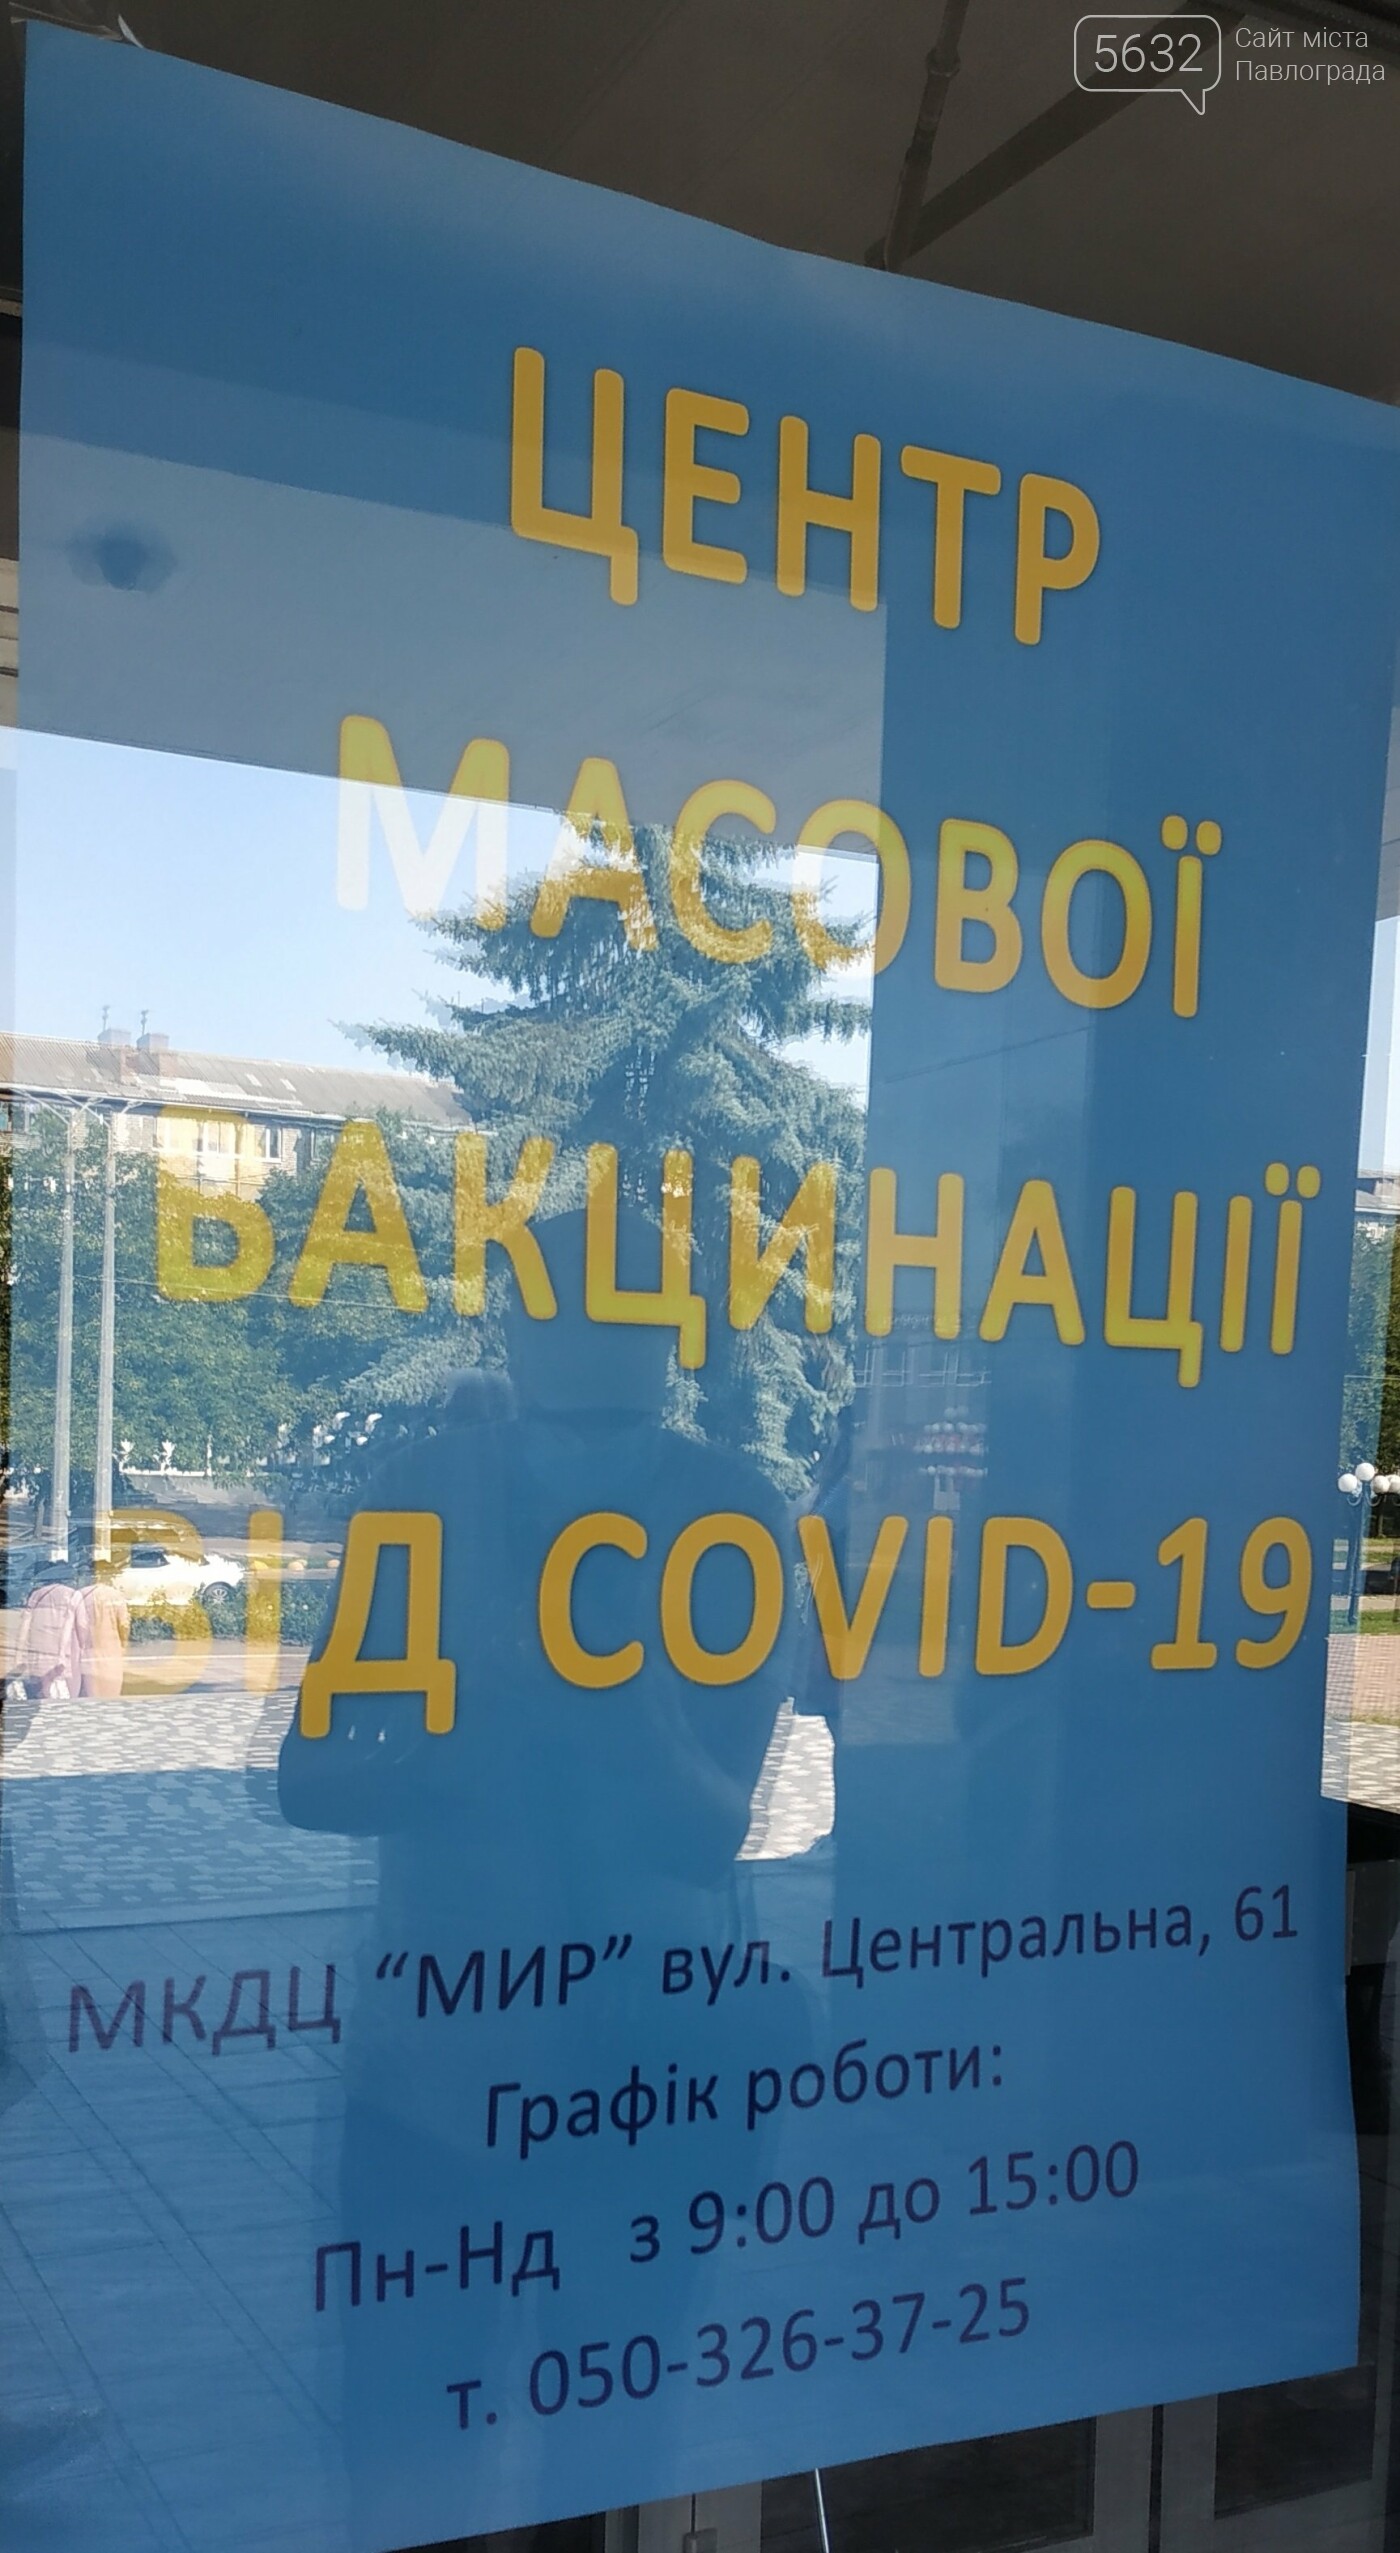 5632 Сайт міста
Павлограда
ЦЕНТР
МАСОВОЇ
ВАКЦИНАЦІЇ
ВІД COVID-19
МКДЦ “МИР” вул. Центральна, 61
Графік роботи:
Пн-Нд з 9:00 до 15:00
т. 050-326-37-25